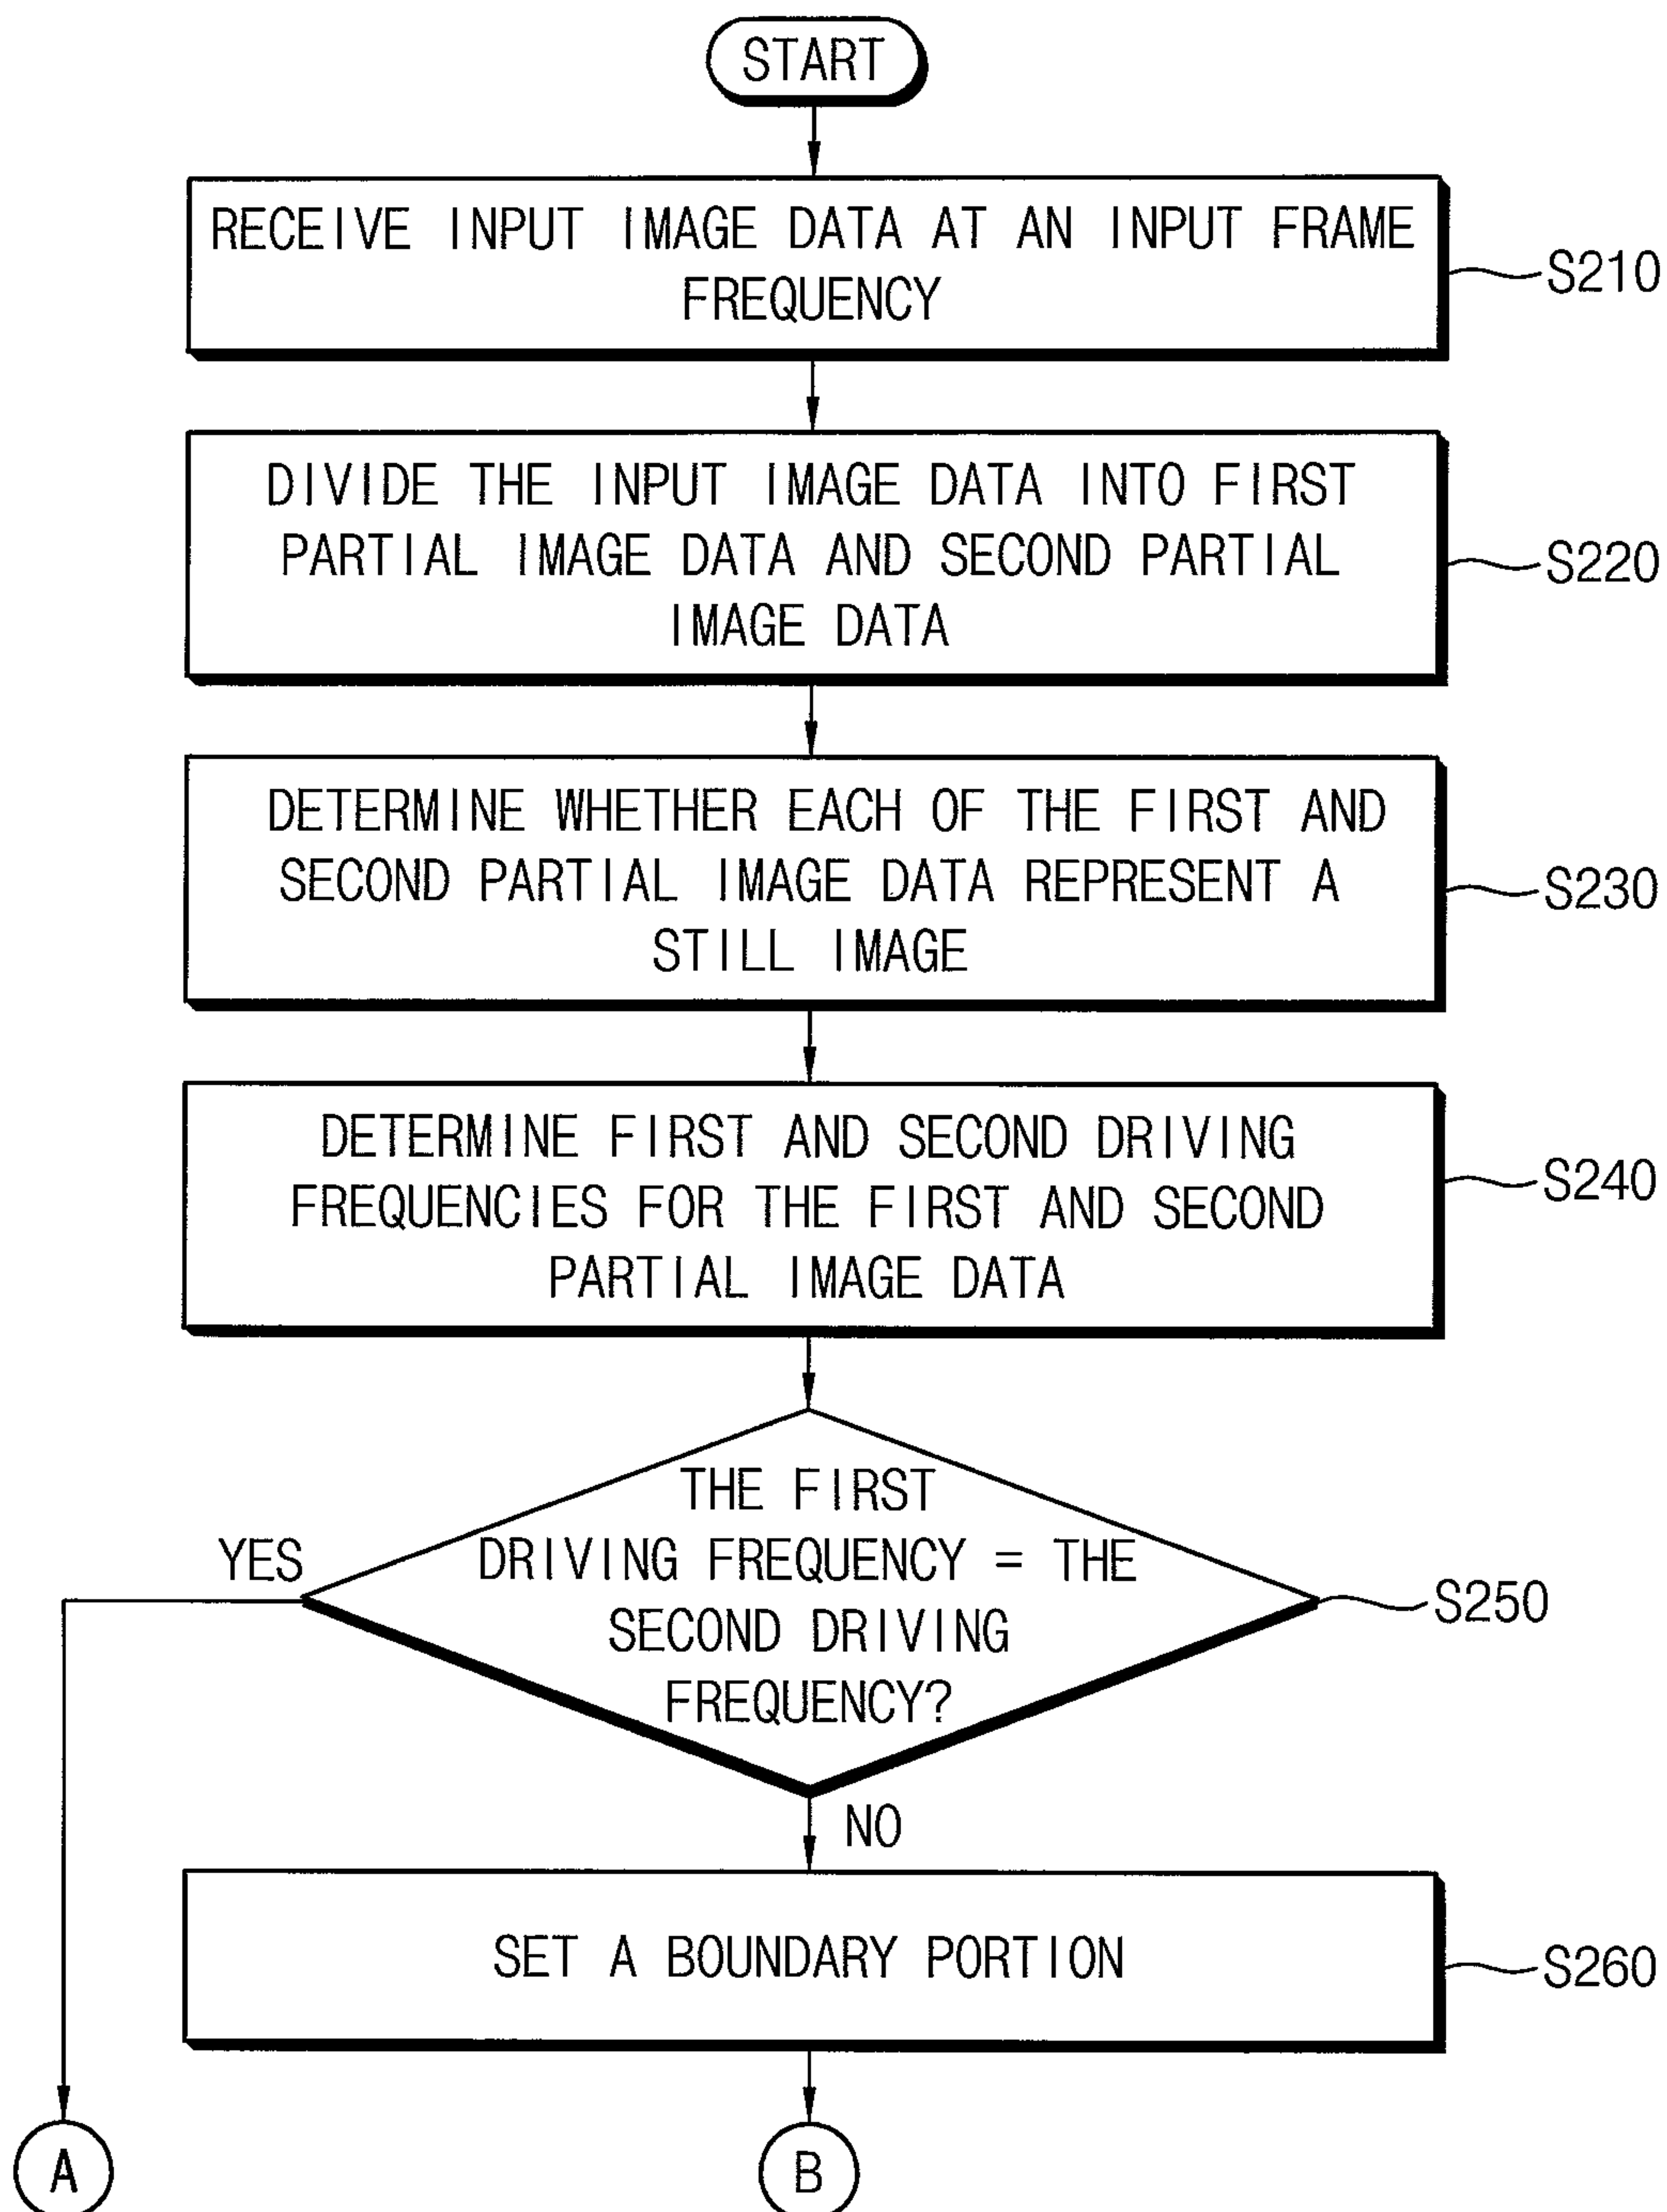 START
RECEIVE INPUT IMAGE DATA AT AN INPUT FRAME
FREQUENCY
S210
DIVIDE THE INPUT IMAGE DATA INTO FIRST
PARTIAL IMAGE DATA AND SECOND PARTIAL
IMAGE DATA
S220
DETERMINE WHETHER EACH OF THE FIRST AND
SECOND PARTIAL IMAGE DATA REPRESENT A
STILL IMAGE
S230
DETERMINE FIRST AND SECOND DRIVING
FREQUENCIES FOR THE FIRST AND SECOND
PARTIAL IMAGE DATA
S240
THE FIRST
DRIVING FREQUENCY = THE
SECOND DRIVING
FREQUENCY?
YES
S250
NO
SET A BOUNDARY PORTION
S260
A
B